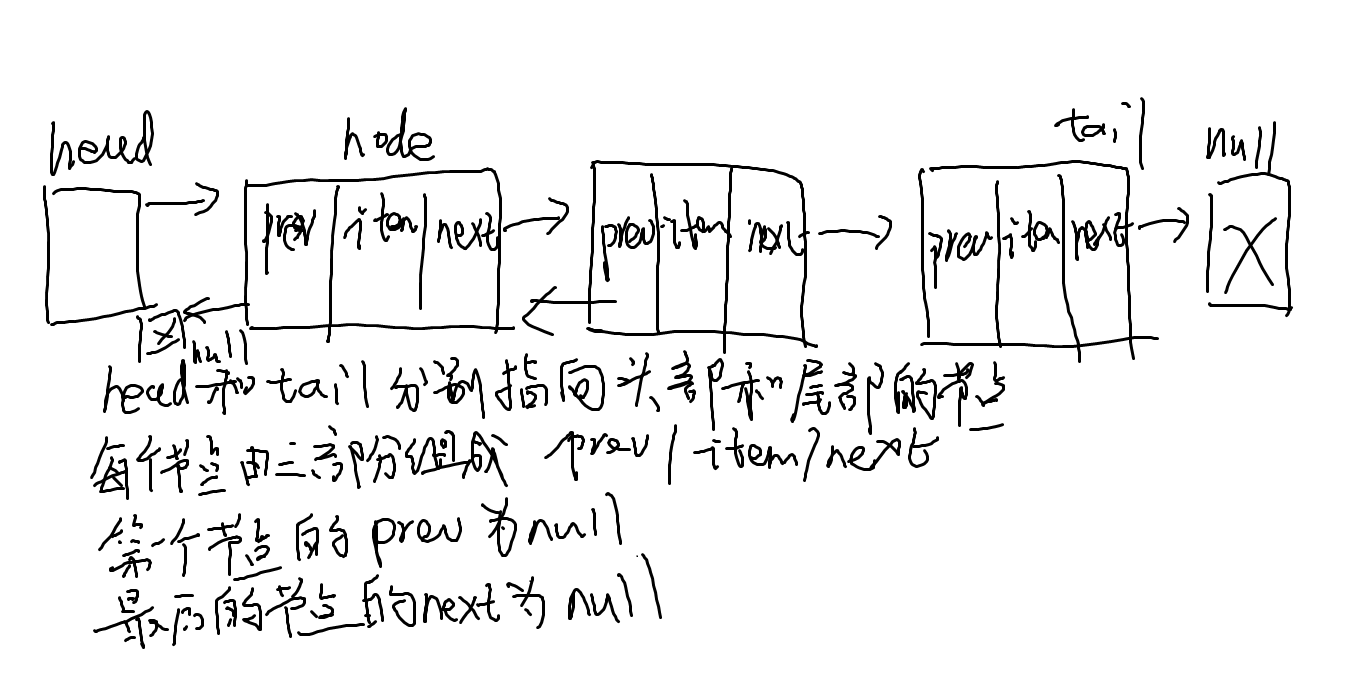 head node tail null
prev item next prev item next prev item next
null
head和tail分别指向头部和尾部的节点
每个节点由三部分组成 prev/item/next
第一个节点的prev为null
最后的节点的next为null